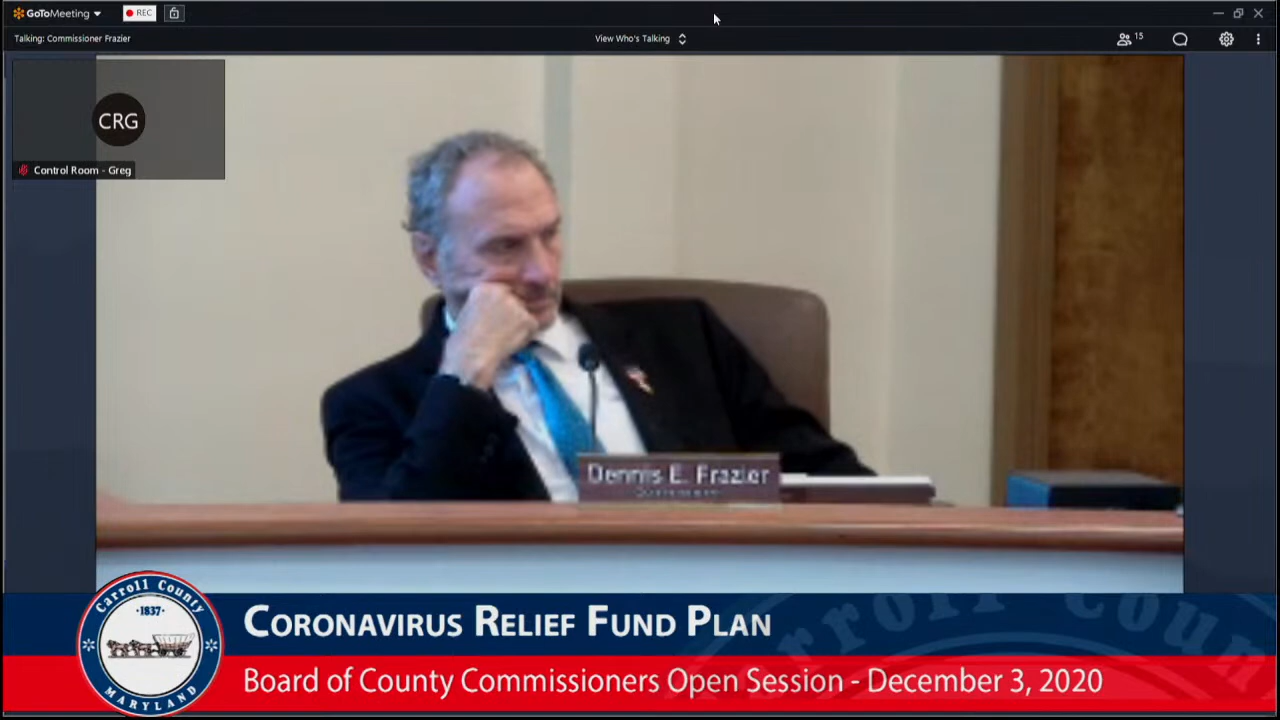 GoToMeeting
REC
Talking: Commissioner Frazier
View Who's Talking
15
CRG
Control Room - Greg
Dennis E. Frazier
Carroll County
·1837·
MARYLAND
CORONAVIRUS RELIEF FUND PLAN
Board of County Commissioners Open Session - December 3, 2020